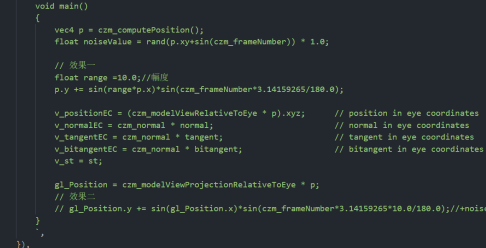 void main()
{
vec4 p = czm_computePosition();
float noiseValue = rand(p.xy+sin(czm_frameNumber)) * 1.0;
// 效果一
float range =10.0;//幅度
p.y += sin(range*p.x)*sin(czm_frameNumber*3.14159265/180.0);
v_positionEC = (czm_modelViewRelativeToEye * p).xyz; // position in eye coordinates
v_normalEC = czm_normal * normal; // normal in eye coordinates
v_tangentEC = czm_normal * tangent; // tangent in eye coordinates
v_bitangentEC = czm_normal * bitangent; // bitangent in eye coordinates
v_st = st;
gl_Position = czm_modelViewProjectionRelativeToEye * p;
// 效果二
// gl_Position.y += sin(gl_Position.x)*sin(czm_frameNumber*3.14159265*10.0/180.0);//+nois
}
`,
}),